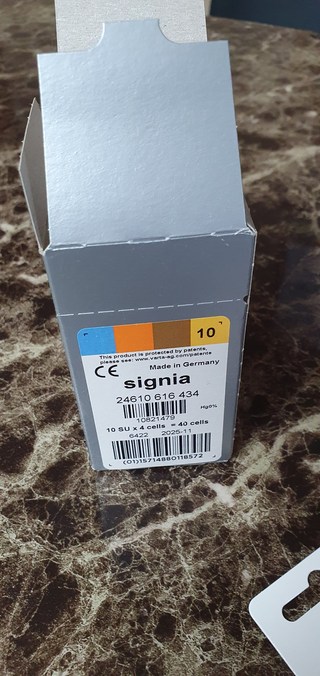 10
This product is protected by patents,
please see: www.varta-ag.com/patents
CE Made in Germany
signia
24610 616 434
Hg0%
10821479
10 SU x 4 cells = 40 cells
6422 2025-11
(01)15714880118572